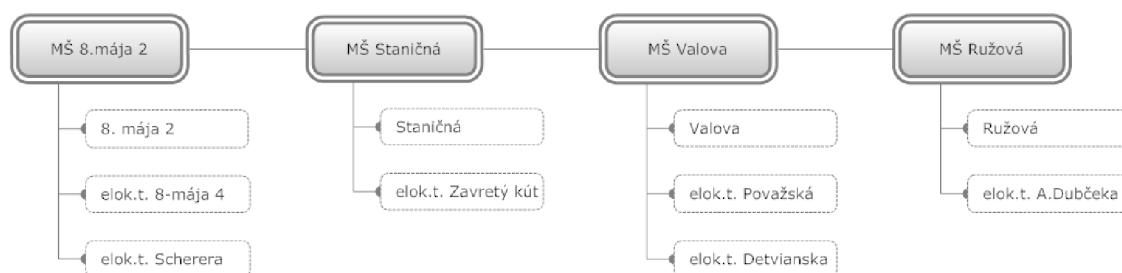 MŠ 8.mája 2
MŠ Staničná
MŠ Valova
MŠ Ružová
8. mája 2
elok.t. 8-mája 4
elok.t. Scherera
Staničná
elok.t. Zavretý kút
Valova
elok.t. Považská
elok.t. Detvianska
Ružová
elok.t. A.Dubčeka